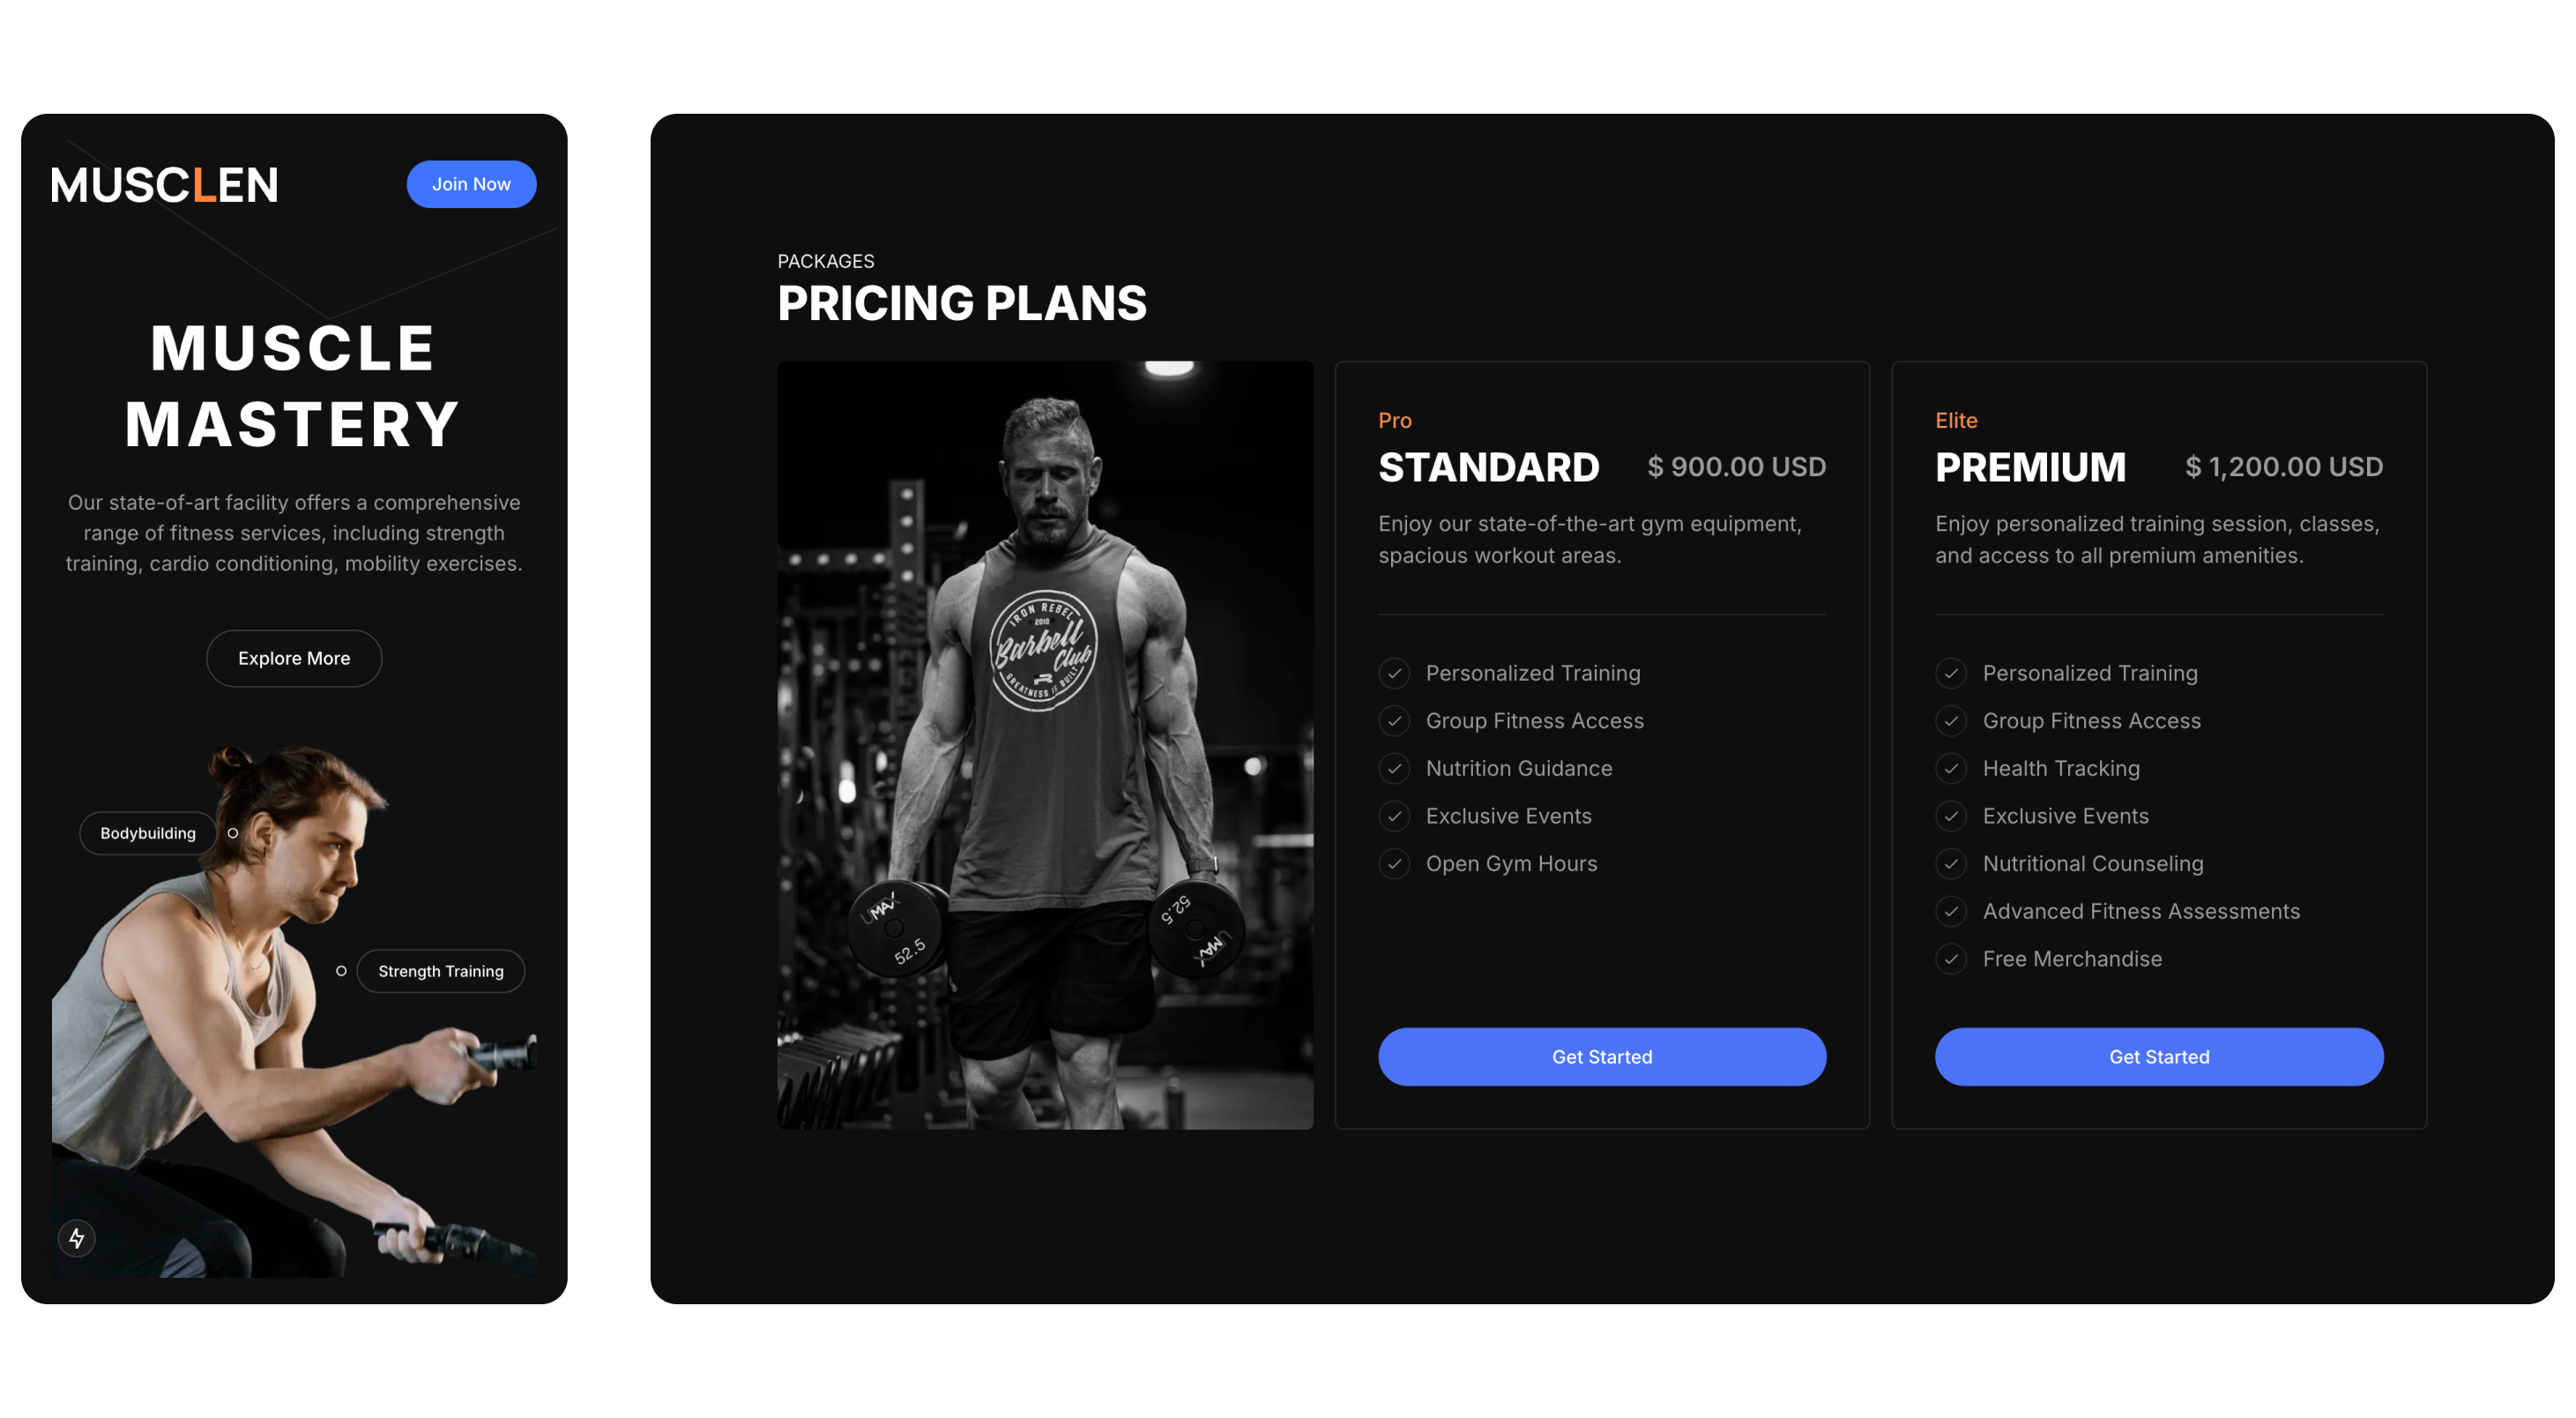 MUSCLEN
Join Now
MUSCLE
MASTERY
Our state-of-art facility offers a comprehensive
range of fitness services, including strength
training, cardio conditioning, mobility exercises.
Explore More
Bodybuilding
Strength Training
PACKAGES
PRICING PLANS
IRON REBEL
2010
Barbell
Club
R
GREATNESS IS BUILT
UMAX
52.5
52.5
UMAX
Pro
STANDARD
$ 900.00 USD
Enjoy our state-of-the-art gym equipment,
spacious workout areas.
Personalized Training
Group Fitness Access
Nutrition Guidance
Exclusive Events
Open Gym Hours
Get Started
Elite
PREMIUM
$ 1,200.00 USD
Enjoy personalized training session, classes,
and access to all premium amenities.
Personalized Training
Group Fitness Access
Health Tracking
Exclusive Events
Nutritional Counseling
Advanced Fitness Assessments
Free Merchandise
Get Started